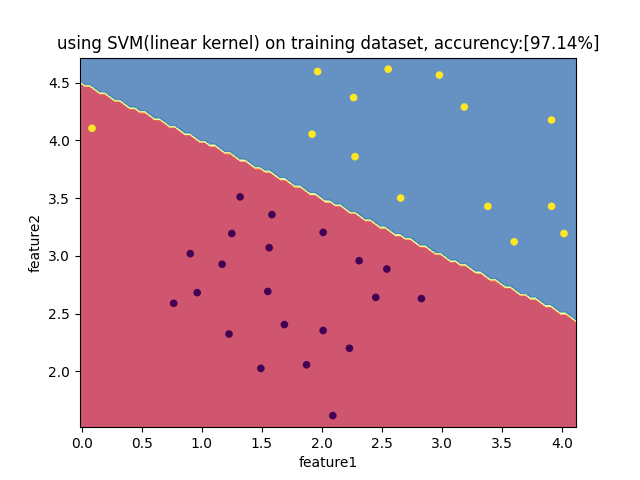 using SVM(linear kernel) on training dataset, accurency:[97.14%]
4.5
4.0
3.5
3.0
2.5
2.0
feature2
0.0 0.5 1.0 1.5 2.0 2.5 3.0 3.5 4.0
feature1